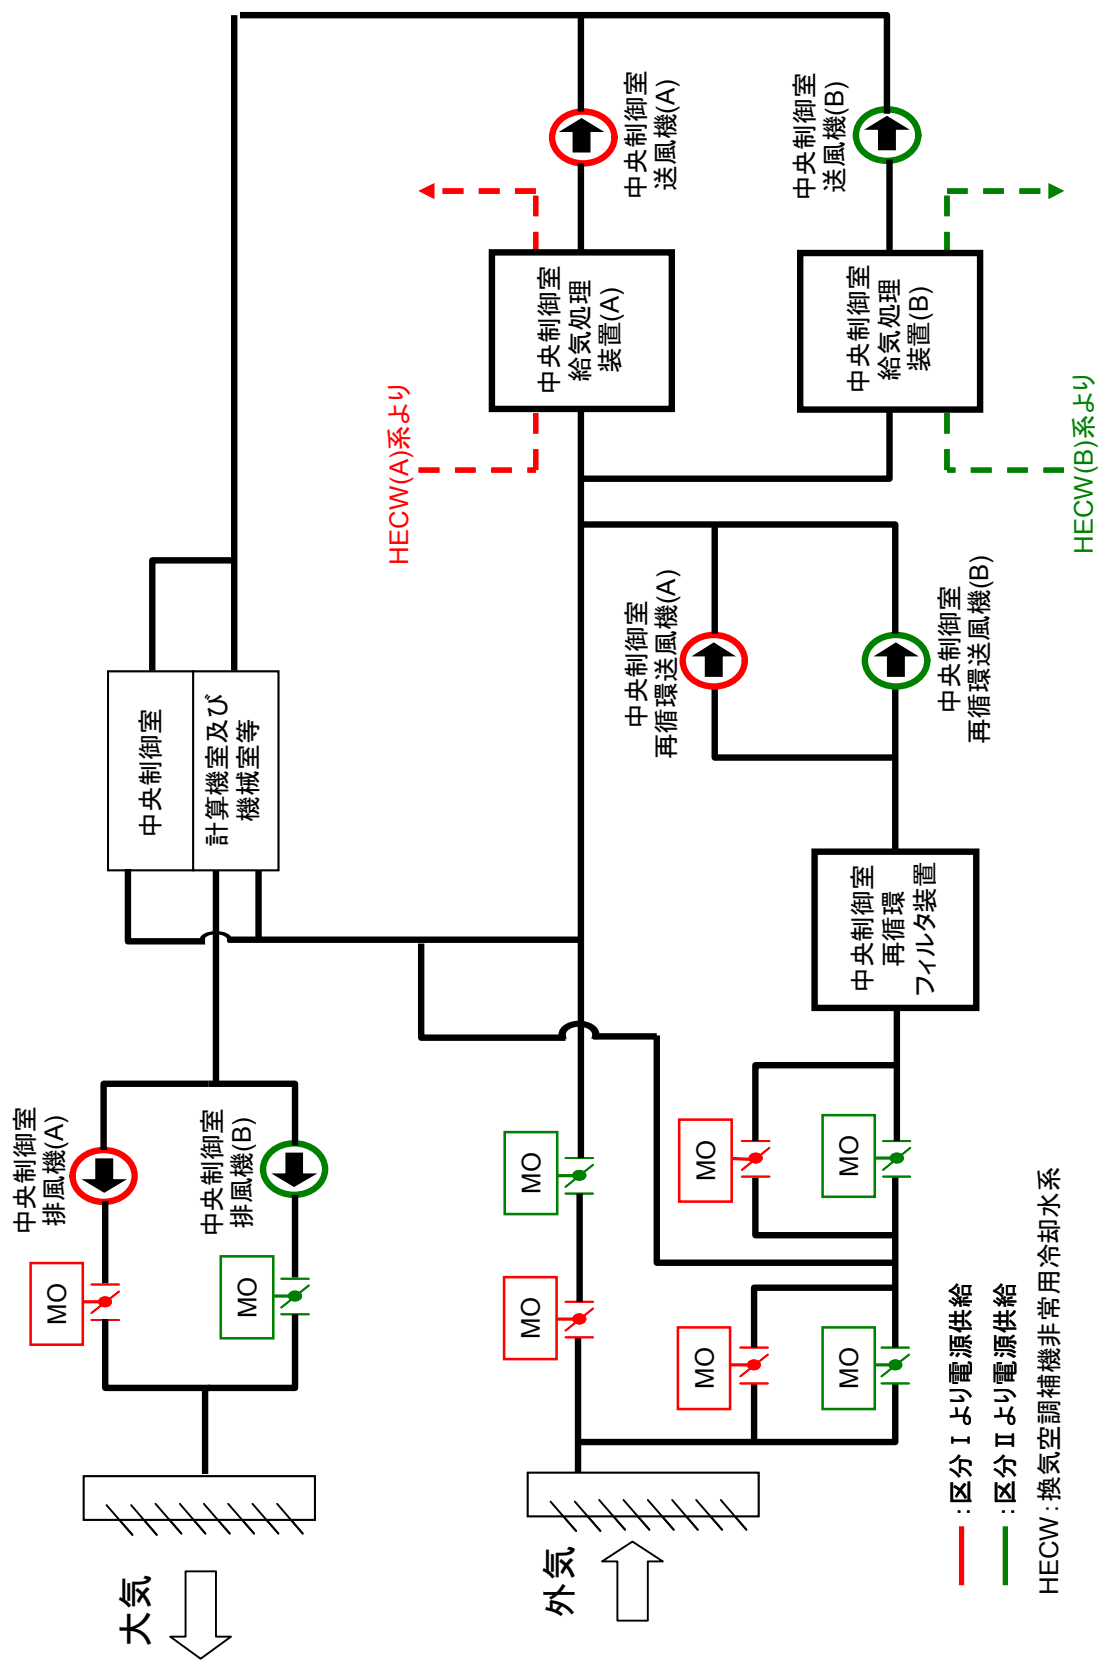 大気
MO
MO
中央制御室
排風機(A)
中央制御室
排風機(B)
中央制御室
計算機室及び
機械室等
外気
MO
MO
MO
MO
MO
MO
中央制御室
再循環
フィルタ装置
中央制御室
再循環送風機(A)
中央制御室
再循環送風機(B)
HECW(A)系より
HECW(B)系より
中央制御室
給気処理
装置(A)
中央制御室
給気処理
装置(B)
中央制御室
送風機(A)
中央制御室
送風機(B)
:区分Ⅰより電源供給
:区分Ⅱより電源供給
HECW:換気空調補機非常用冷却水系